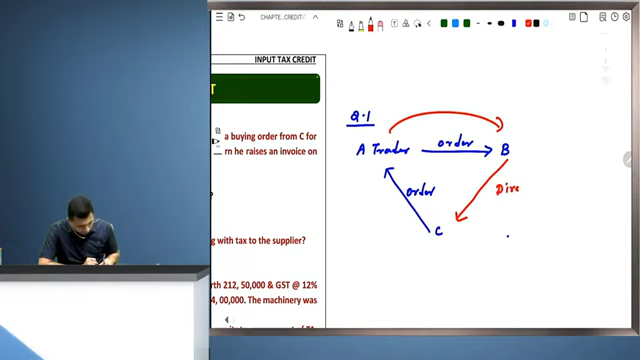 CHAPTE..CREDIT/
INPUT TAX CREDIT
T
a buying order from C for
rn he raises an invoice on
?
g with tax to the supplier?
rth 212, 50,000 & GST @ 12%
4, 00,000. The machinery was
Q.1
A Trader order B
order Dire
C